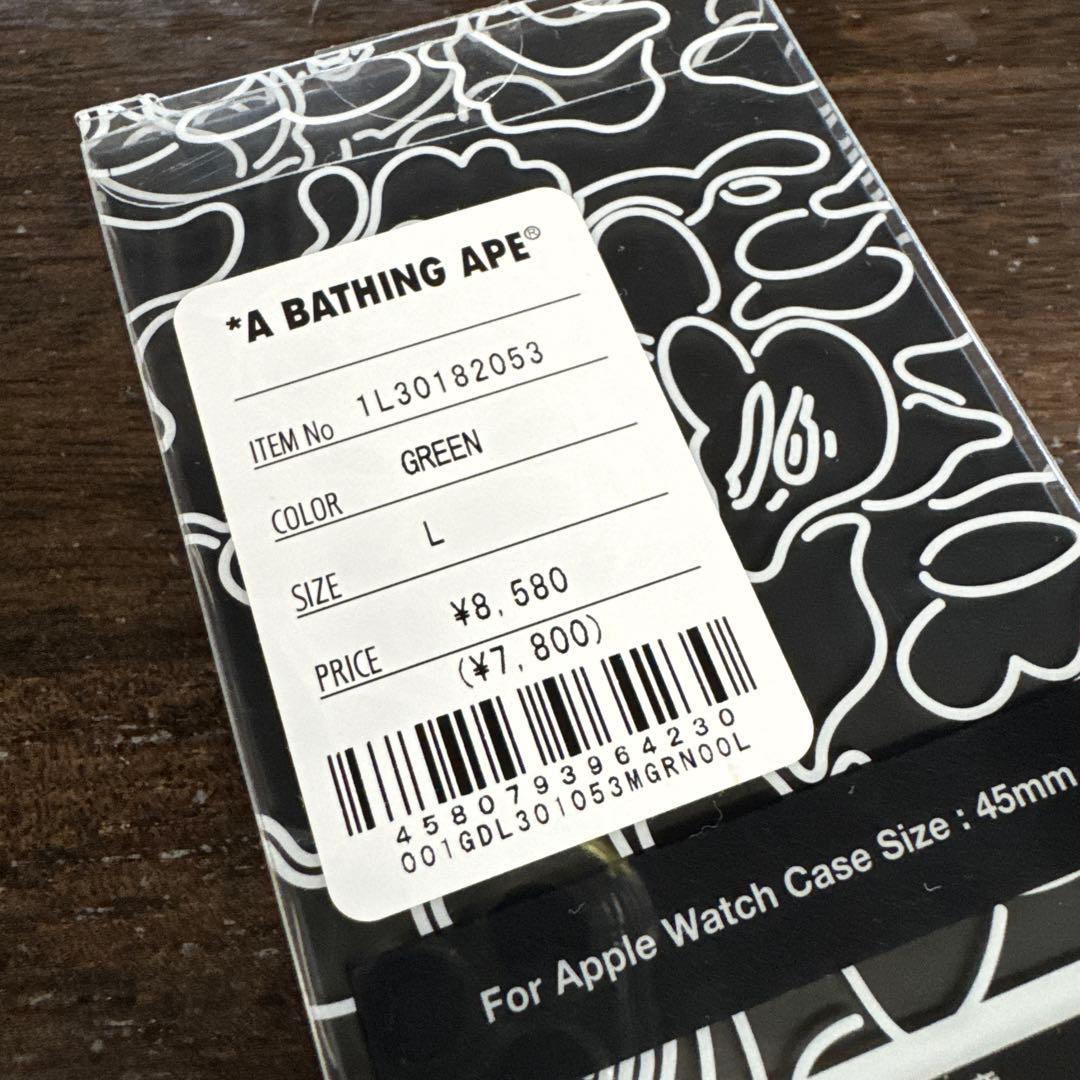 *A BATHING APE®
ITEM No 1L30182053
COLOR GREEN
SIZE L
PRICE ¥8,580
(¥7,800)
4580793964230
001GDL301053MGRN00L
For Apple Watch Case Size : 45mm